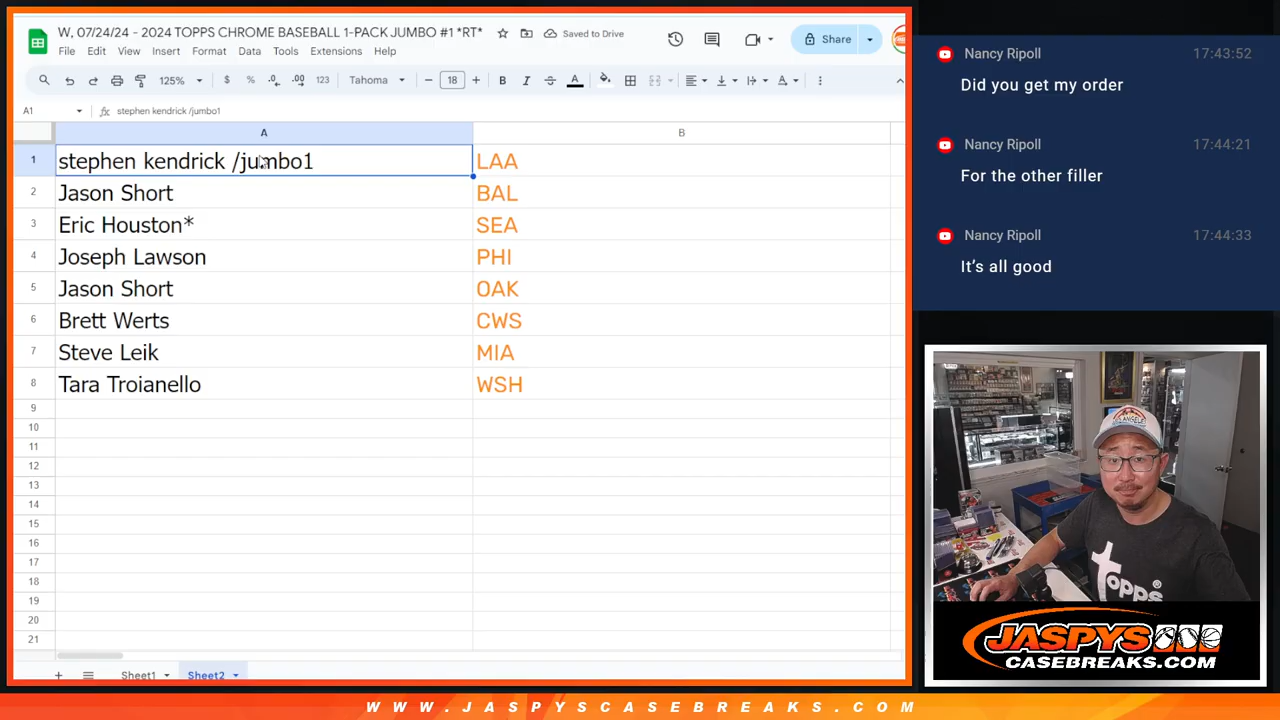 W, 07/24/24 - 2024 TOPPS CHROME BASEBALL 1-PACK JUMBO #1 *RT*
Saved to Drive
File Edit View Insert Format Data Tools Extensions Help
Share
125% $ % .0 .00 123 Tahoma 18 B I A
A1 fx stephen kendrick /jumbo1
A B
1 stephen kendrick /jumbo1 LAA
2 Jason Short BAL
3 Eric Houston* SEA
4 Joseph Lawson PHI
5 Jason Short OAK
6 Brett Werts CWS
7 Steve Leik MIA
8 Tara Troianello WSH
9
10
11
12
13
14
15
16
17
18
19
20
21
Sheet1 Sheet2
Nancy Ripoll 17:43:52
Did you get my order
Nancy Ripoll 17:44:21
For the other filler
Nancy Ripoll 17:44:33
It's all good
topps
JASPYS
CASEBREAKS.COM
WWW.JASPYSCASEBREAKS.COM